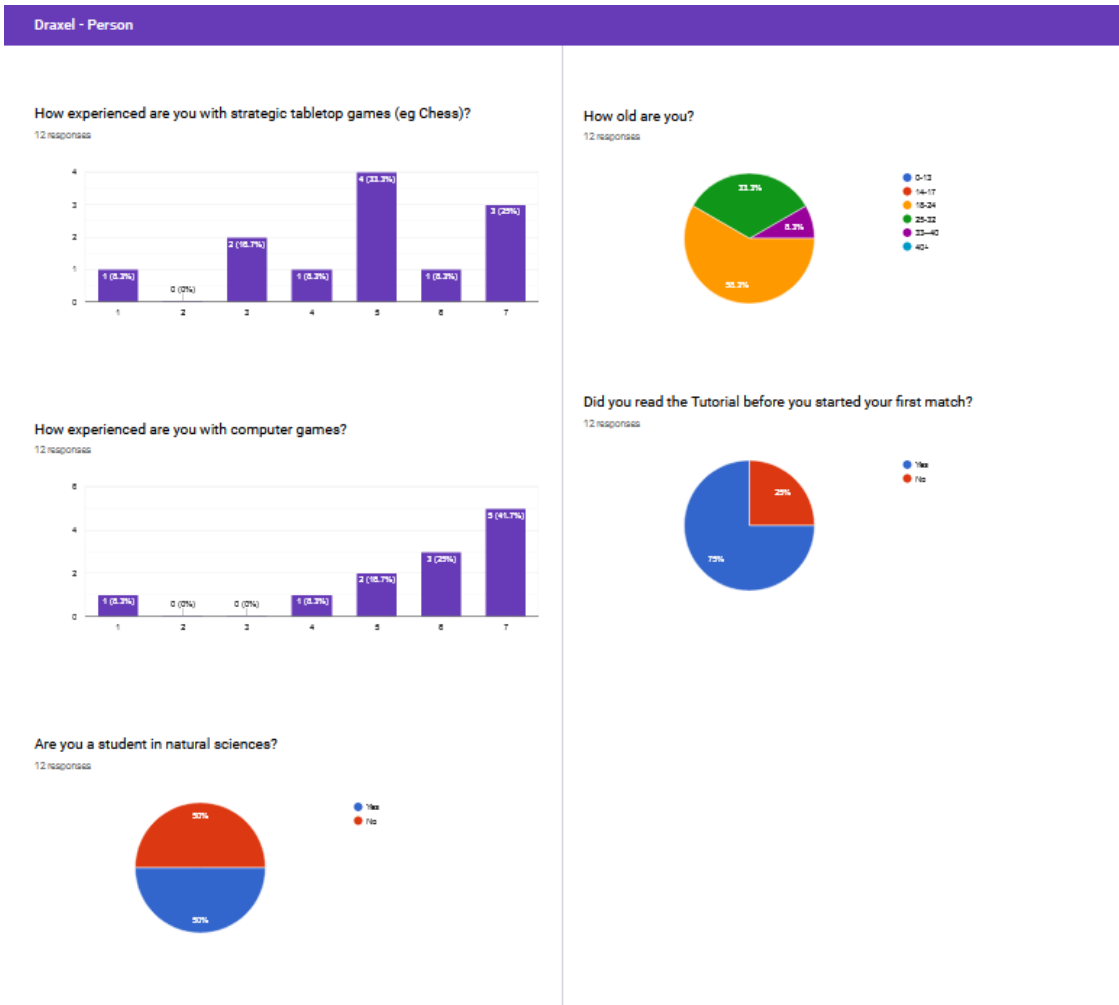 Draxel - Person
How experienced are you with strategic tabletop games (eg Chess)?
12 responses
4
3
2
1
0
1 (8.3%)
0 (0%)
2 (16.7%)
1 (8.3%)
4 (33.3%)
1 (8.3%)
3 (25%)
1 2 3 4 5 6 7
How experienced are you with computer games?
12 responses
6
4
2
0
1 (8.3%)
0 (0%)
0 (0%)
1 (8.3%)
2 (16.7%)
3 (25%)
5 (41.7%)
1 2 3 4 5 6 7
Are you a student in natural sciences?
12 responses
50%
50%
Yes
No
How old are you?
12 responses
33.3%
8.3%
58.3%
0-13
14-17
18-24
25-32
33–40
40+
Did you read the Tutorial before you started your first match?
12 responses
25%
75%
Yes
No